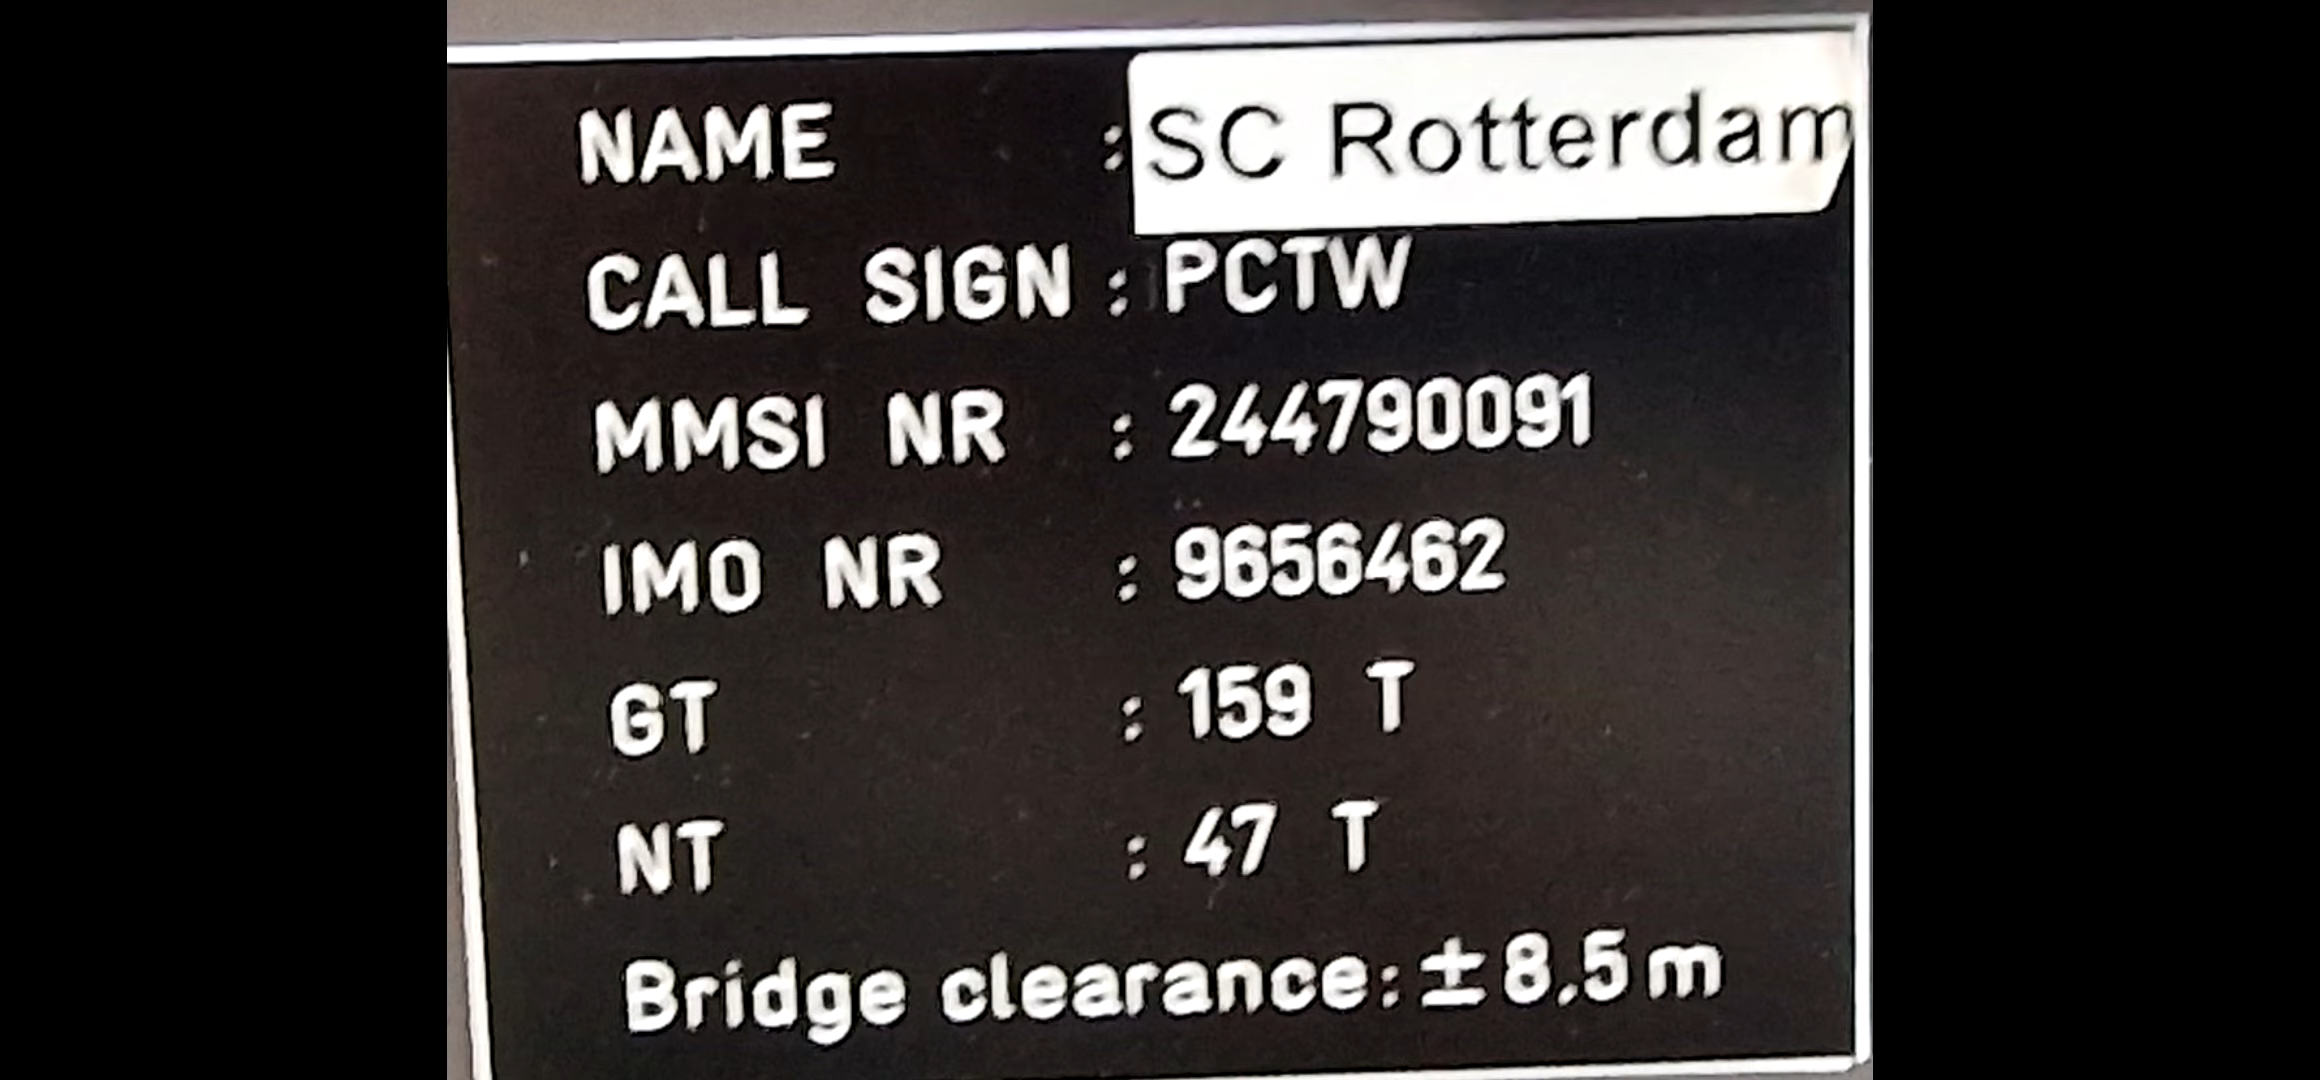 NAME : SC Rotterdam
CALL SIGN : PCTW
MMSI NR : 244790091
IMO NR : 9656462
GT : 159 T
NT : 47 T
Bridge clearance: ±8,5 m